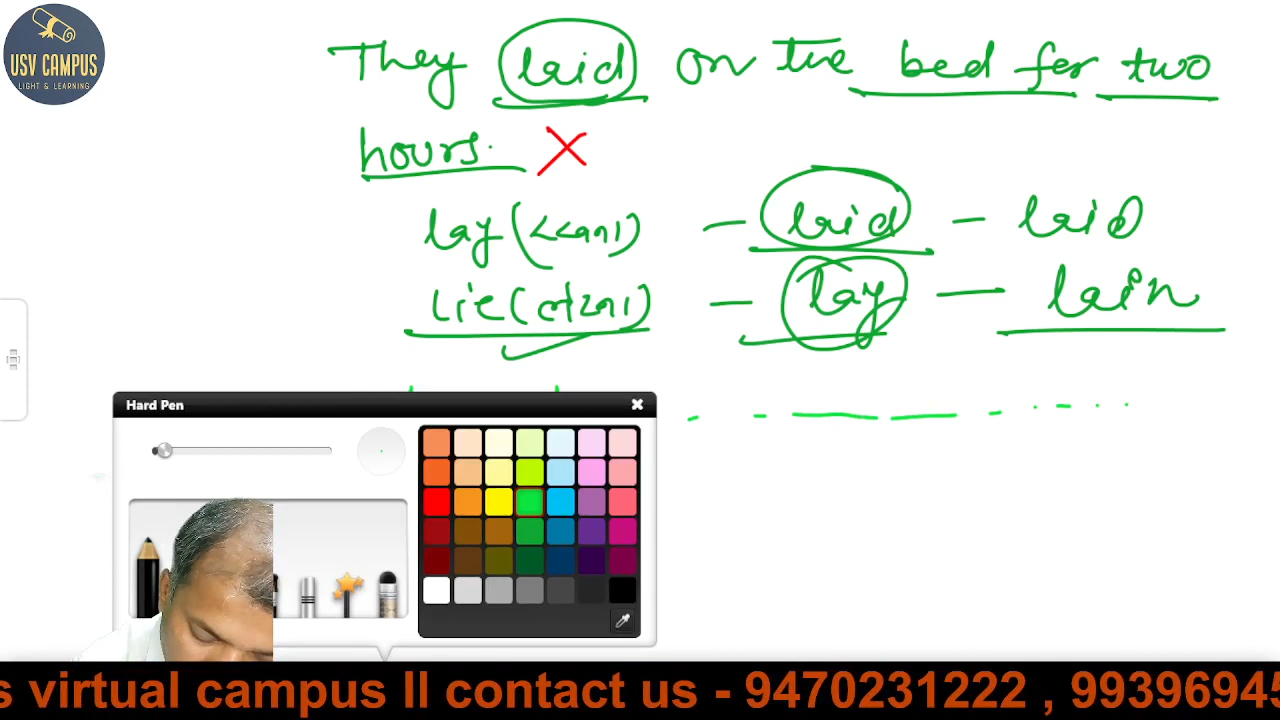 USV CAMPUS
LIGHT & LEARNING
They laid on the bed for two
hours.
lay - laid - laid
lie - lay - lain
Hard Pen
s virtual campus II contact us - 9470231222 , 99396945